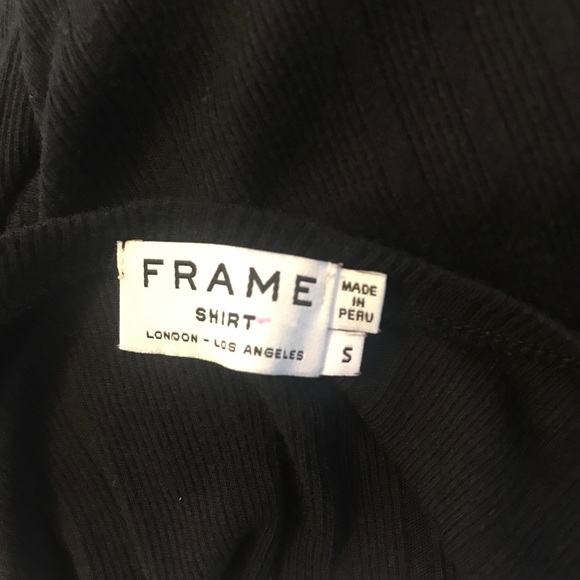 FRAME
SHIRT
LONDON - LOS ANGELES
MADE
IN
PERU
S